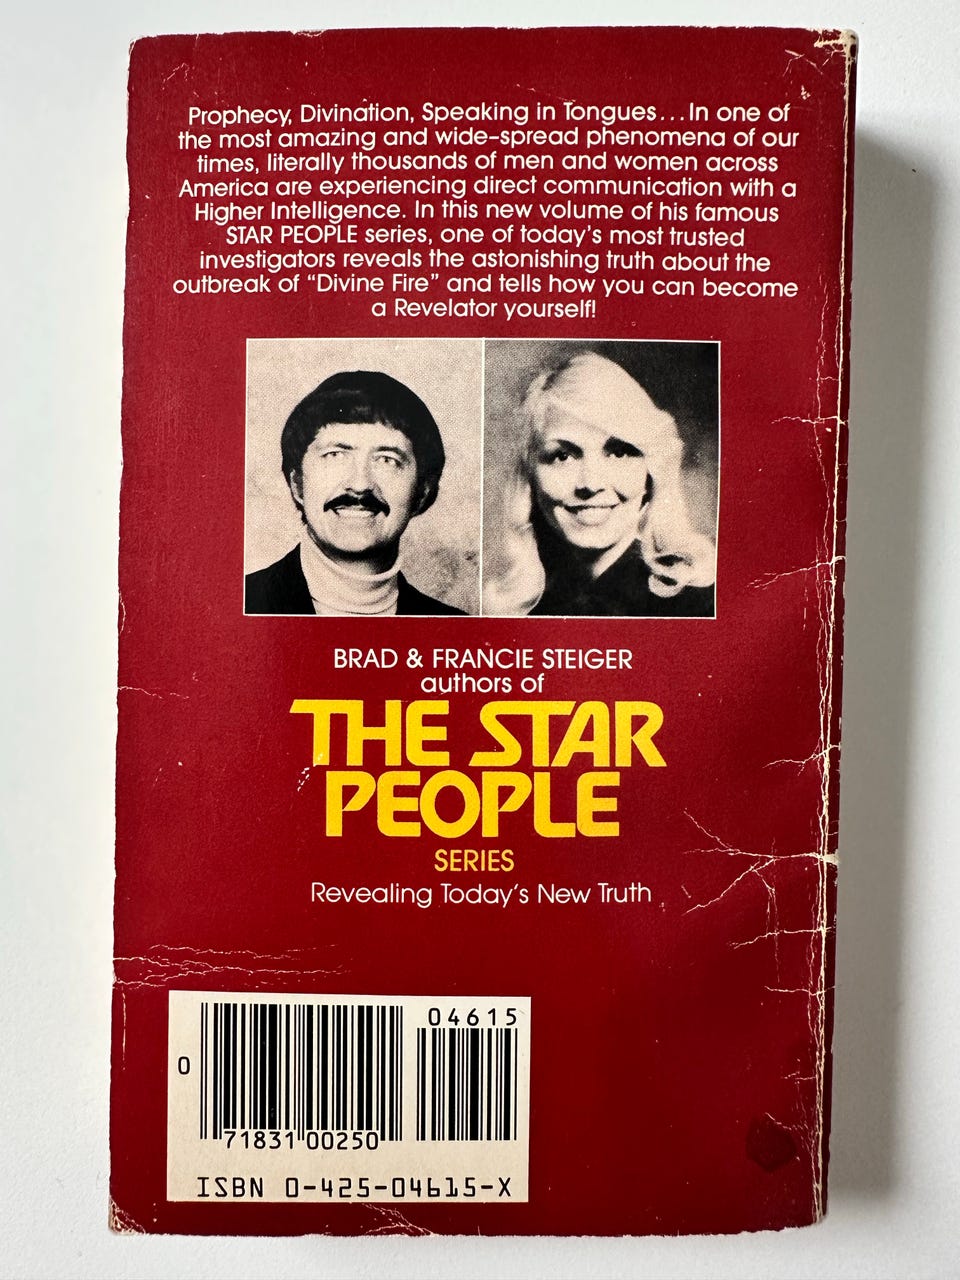 Prophecy, Divination, Speaking in Tongues...In one of
the most amazing and wide-spread phenomena of our
times, literally thousands of men and women across
America are experiencing direct communication with a
Higher Intelligence. In this new volume of his famous
STAR PEOPLE series, one of today's most trusted
investigators reveals the astonishing truth about the
outbreak of "Divine Fire" and tells how you can become
a Revelator yourself!
BRAD & FRANCIE STEIGER
authors of
THE STAR
PEOPLE
SERIES
Revealing Today's New Truth
04615
0
71831 00250
ISBN 0-425-04615-X